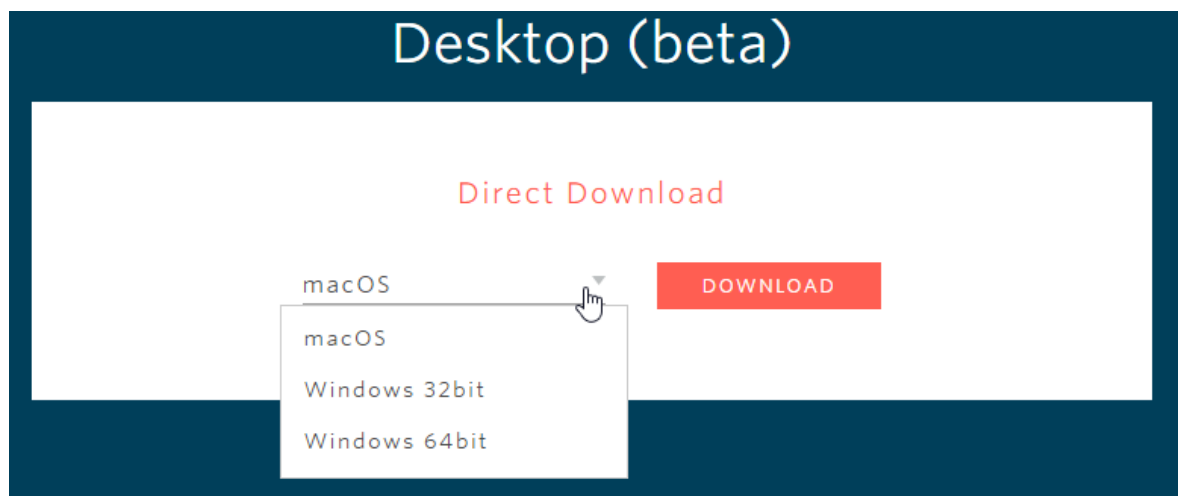 Desktop (beta)
Direct Download
macOS
DOWNLOAD
macOS
Windows 32bit
Windows 64bit